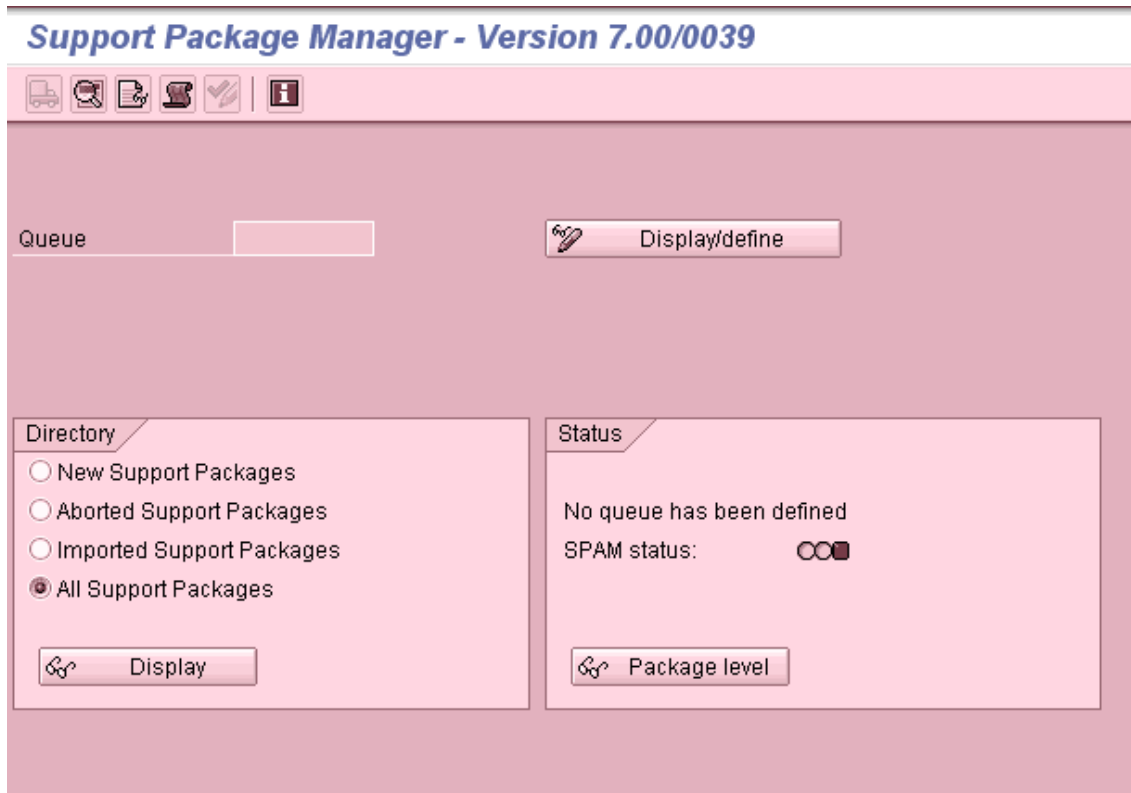 Support Package Manager - Version 7.00/0039
Queue
Display/define
Directory
New Support Packages
Aborted Support Packages
Imported Support Packages
All Support Packages
Display
Status
No queue has been defined
SPAM status:
Package level